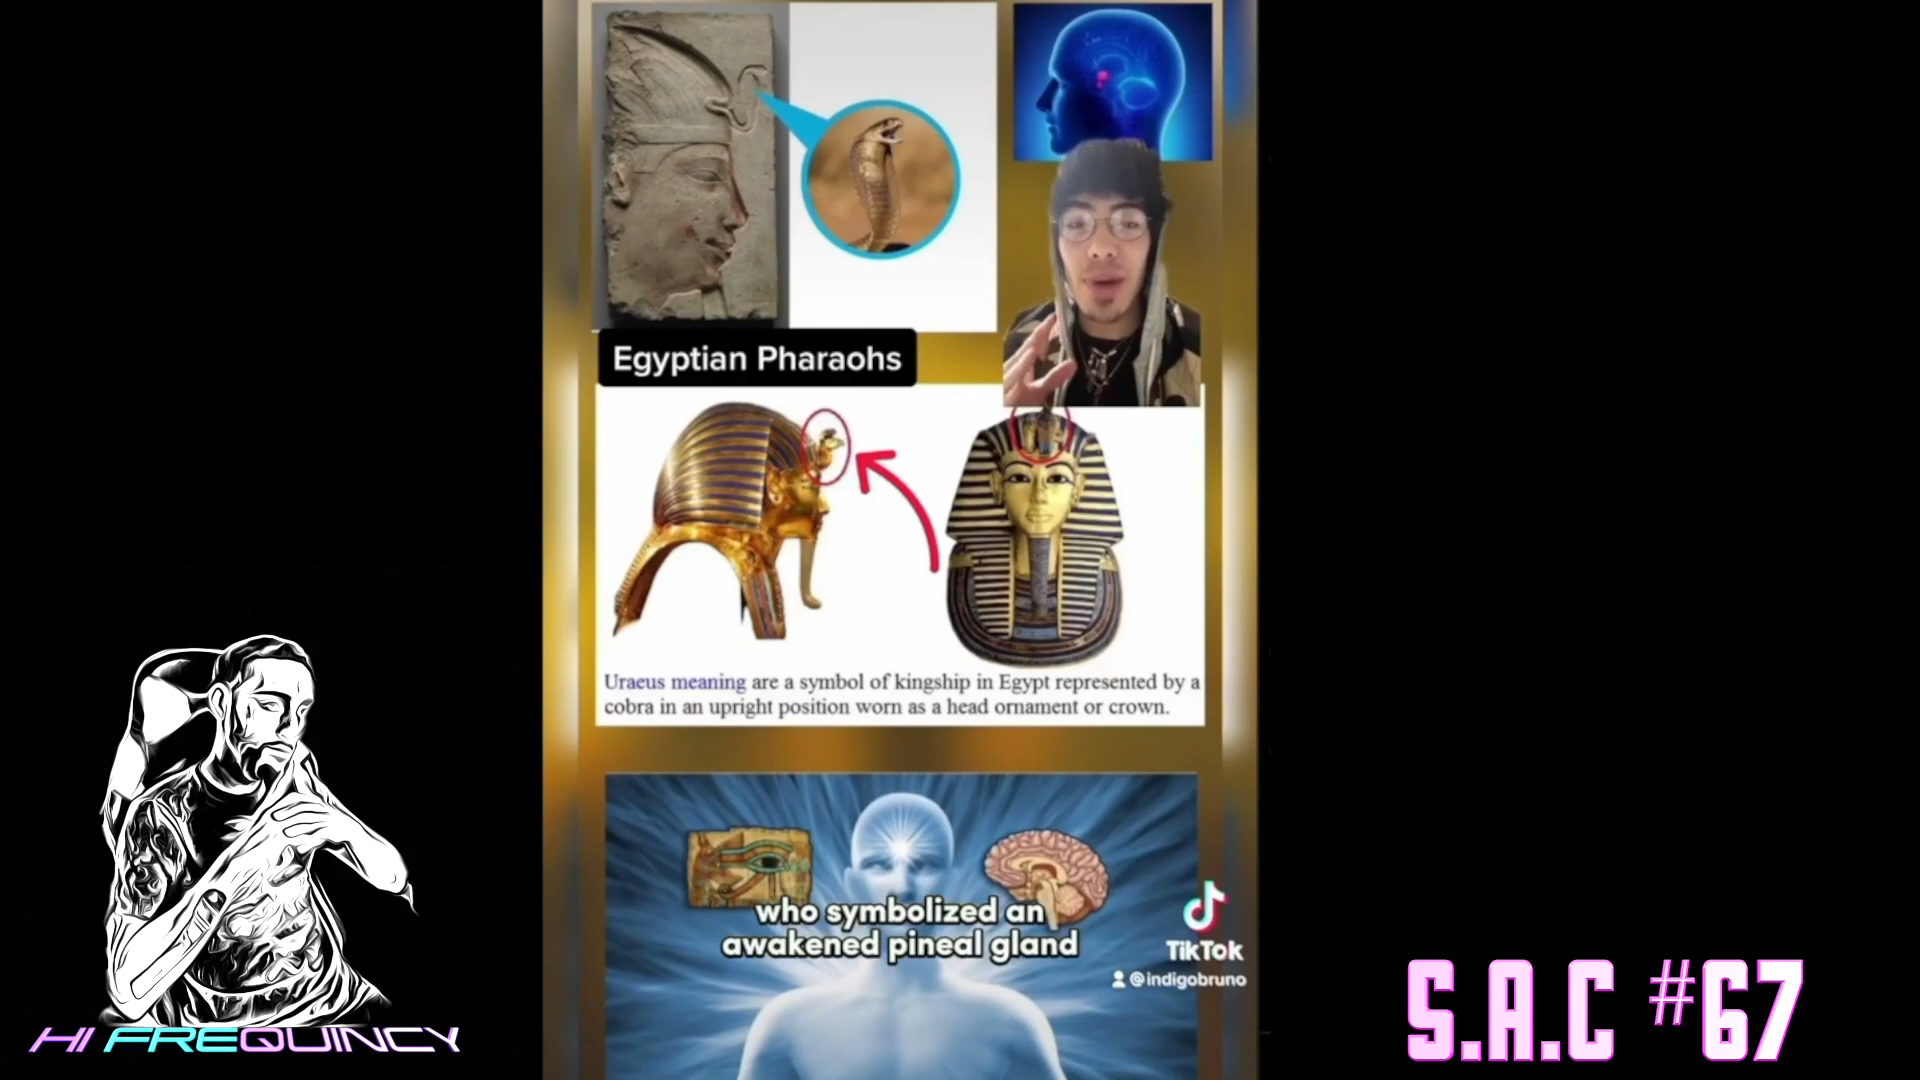 Egyptian Pharaohs
Uraeus meaning are a symbol of kingship in Egypt represented by a
cobra in an upright position worn as a head ornament or crown.
who symbolized an
awakened pineal gland
TikTok
@indigobruno
HI FREQUINCY
S.A.C #67